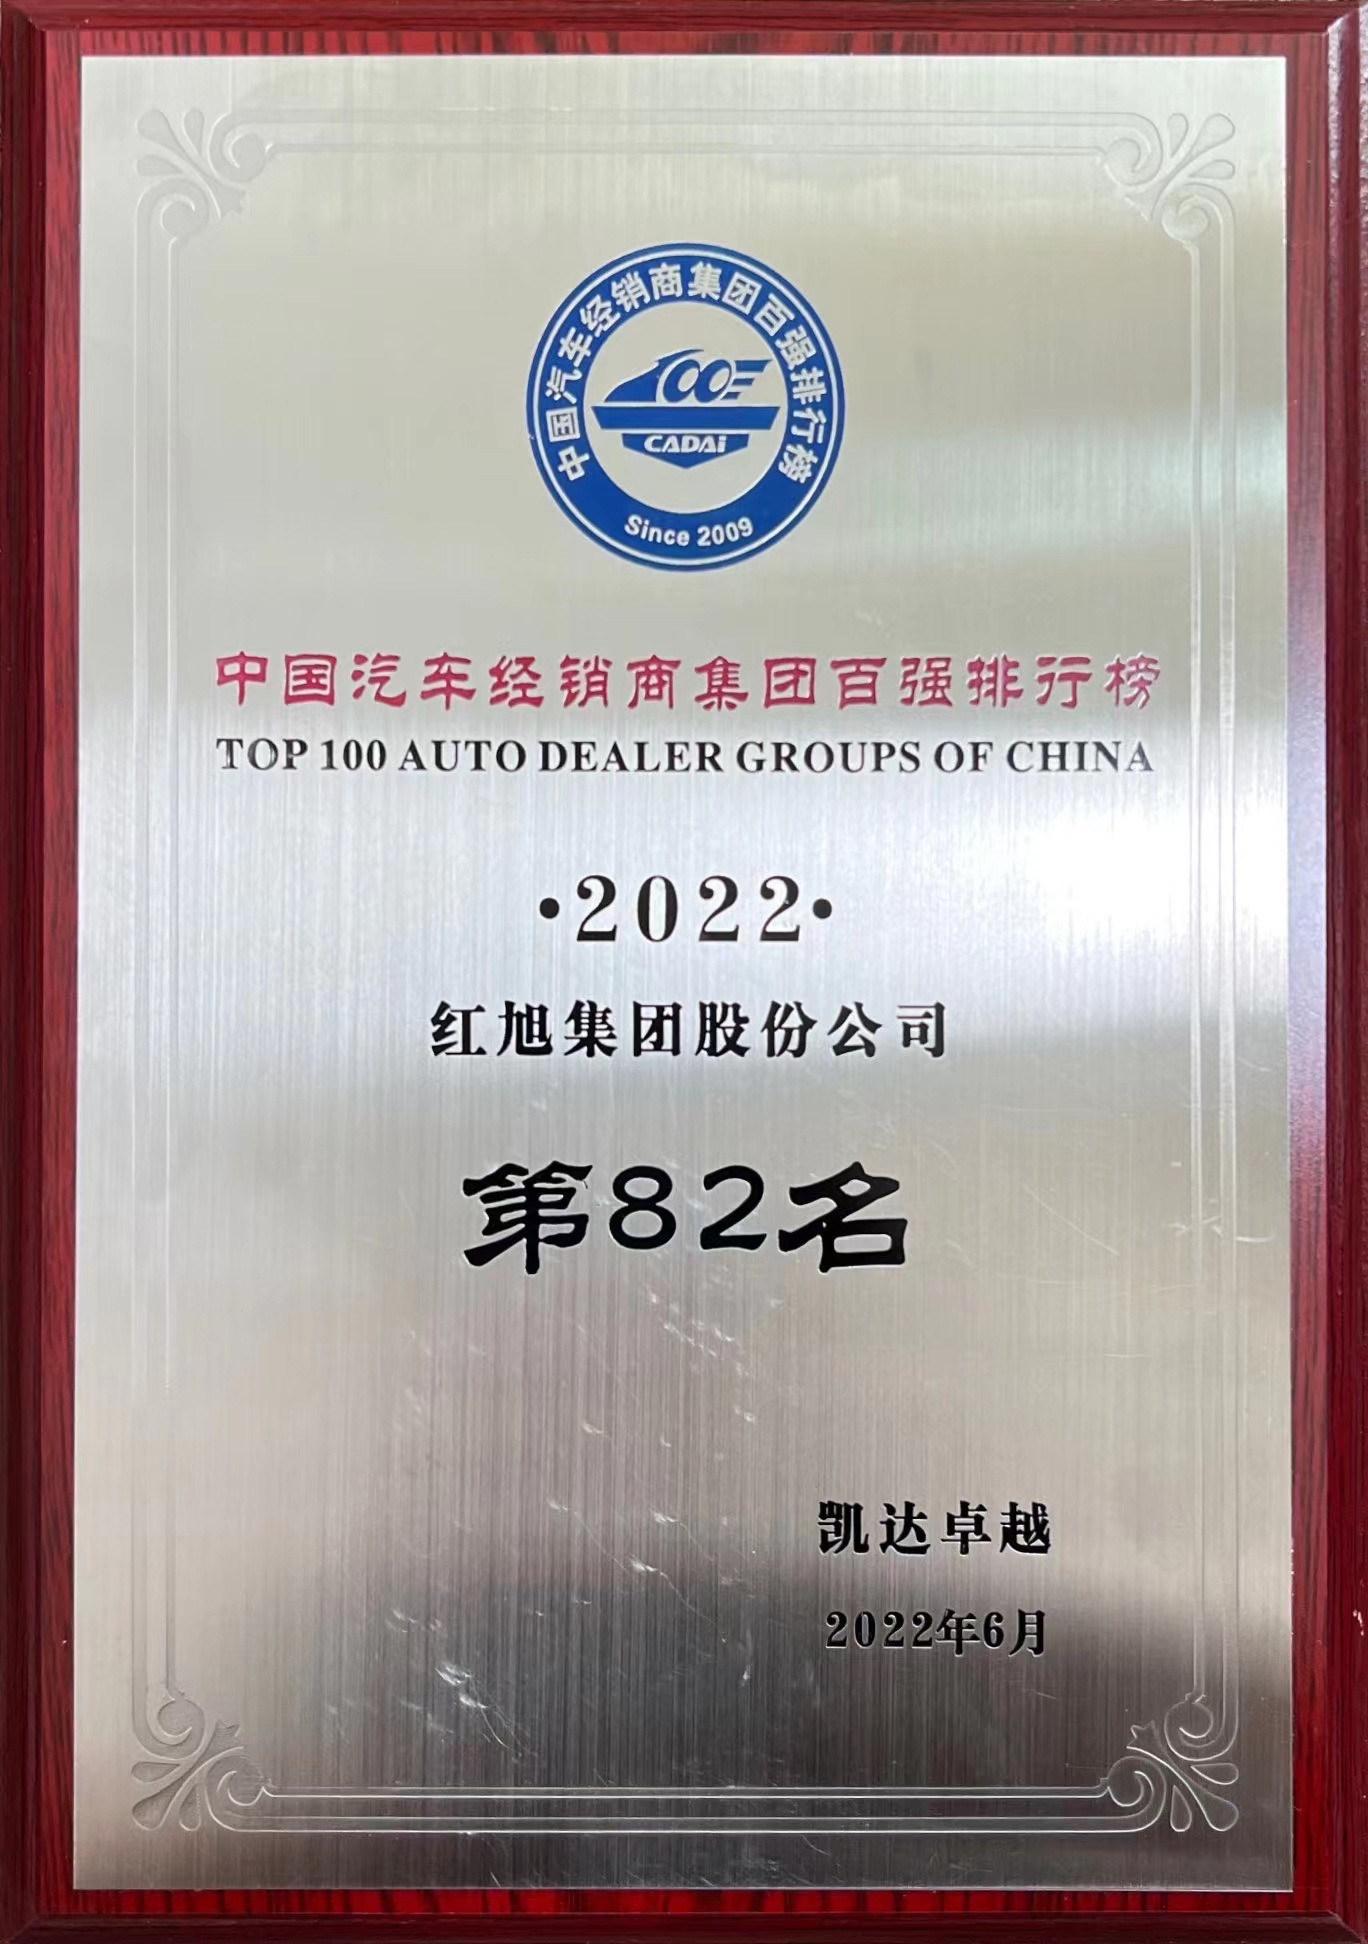 中国汽车经销商集团百强排行榜
100E
CADAi
Since 2009
中国汽车经销商集团百强排行榜
TOP 100 AUTO DEALER GROUPS OF CHINA
·2022·
红旭集团股份公司
第82名
凯达卓越
2022年6月